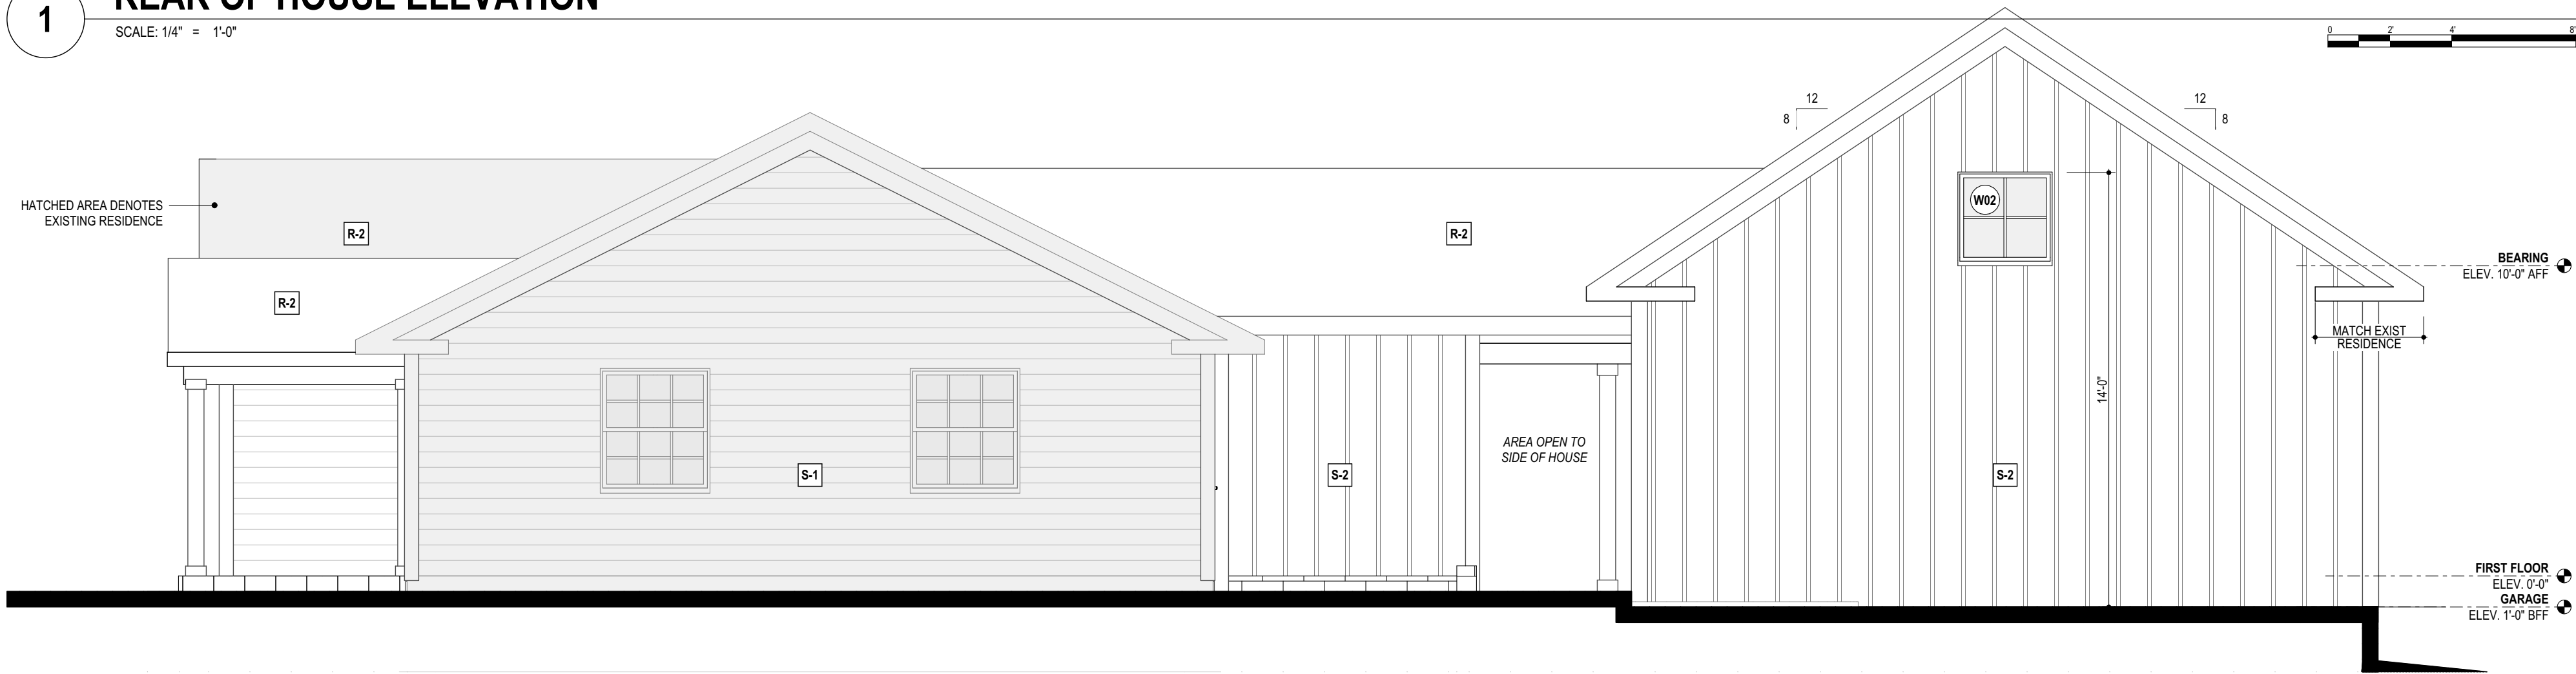 1
REAR OF HOUSE ELEVATION
SCALE: 1/4" = 1'-0"
0 2' 4' 8'
12
8
12
8
HATCHED AREA DENOTES
EXISTING RESIDENCE
R-2
R-2
R-2
W02
BEARING
ELEV. 10'-0" AFF
MATCH EXIST
RESIDENCE
14'-0"
AREA OPEN TO
SIDE OF HOUSE
S-1
S-2
S-2
FIRST FLOOR
ELEV. 0'-0"
GARAGE
ELEV. 1'-0" BFF